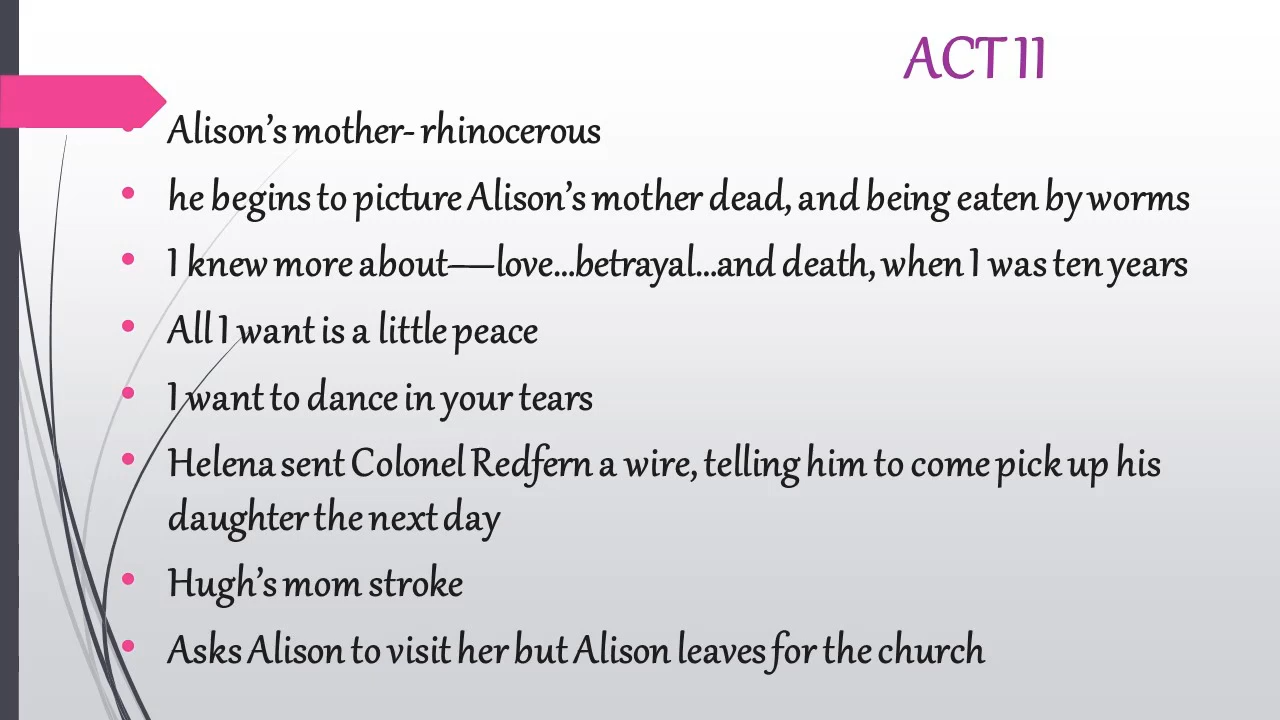 ACT II
Alison's mother- rhinocerous
he begins to picture Alison's mother dead, and being eaten by worms
I knew more about—–love...betrayal...and death, when I was ten years
All I want is a little peace
I want to dance in your tears
Helena sent Colonel Redfern a wire, telling him to come pick up his
daughter the next day
Hugh's mom stroke
Asks Alison to visit her but Alison leaves for the church